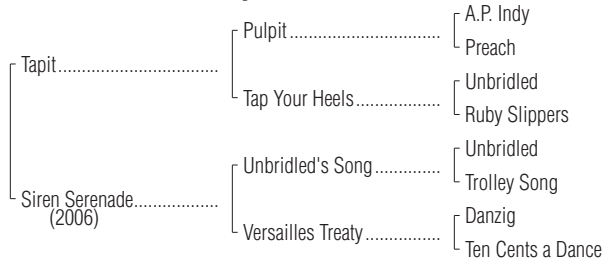 A.P. Indy
Pulpit
Preach
Tapit
Unbridled
Tap Your Heels
Ruby Slippers
Unbridled
Unbridled's Song
Trolley Song
Siren Serenade
(2006)
Danzig
Versailles Treaty
Ten Cents a Dance